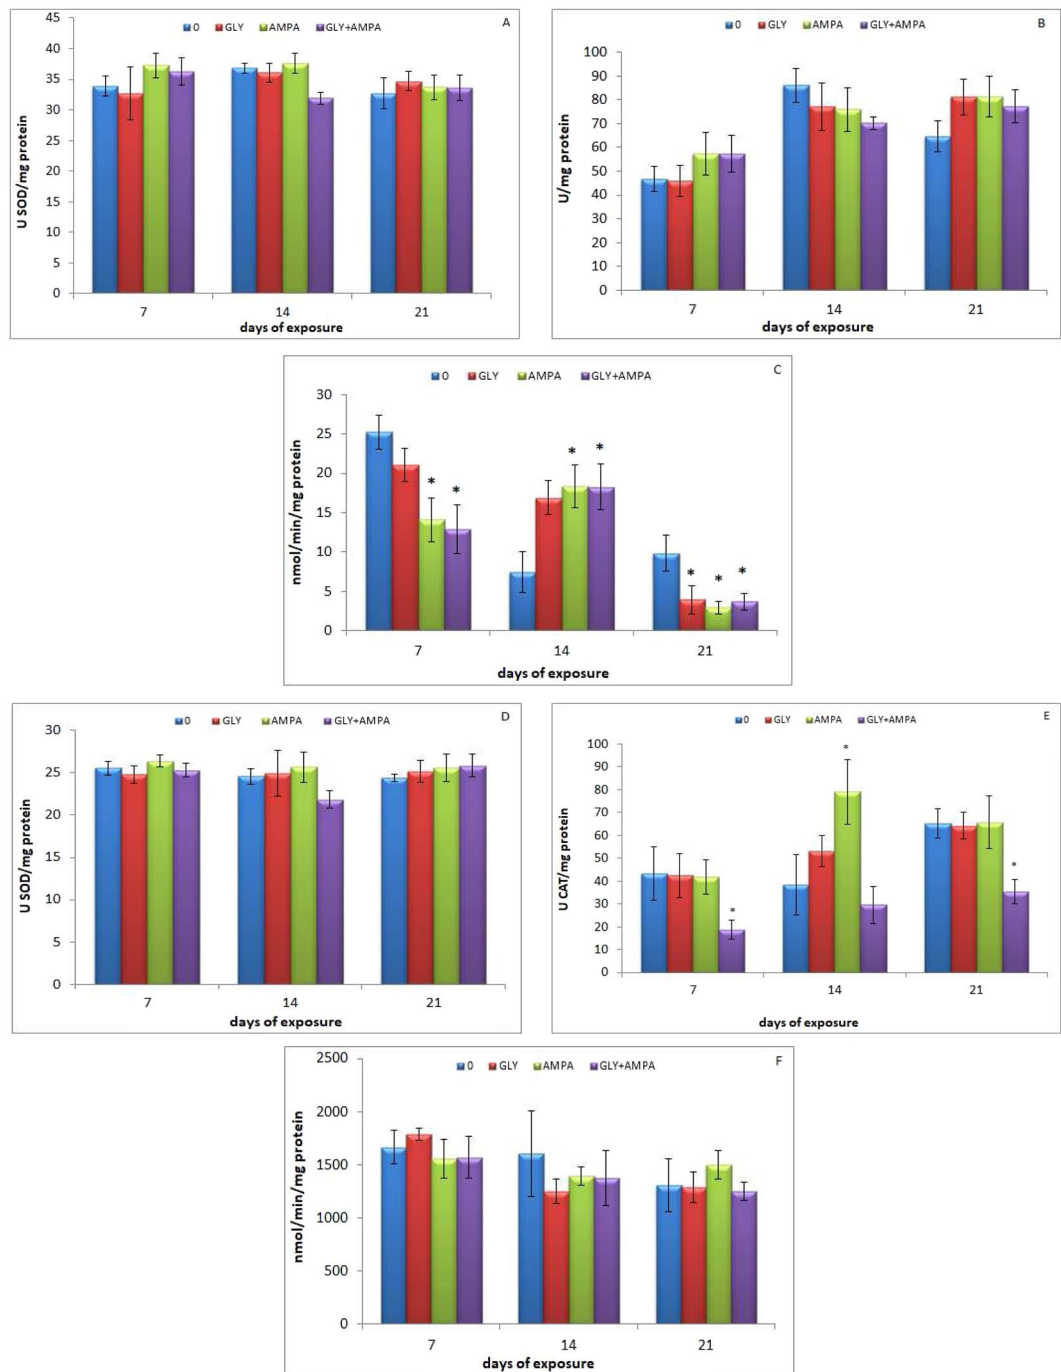 0 GLY AMPA GLY+AMPA A
45
40
35
30
25
20
15
10
5
0
U SOD/mg protein
7 14 21
days of exposure
0 GLY AMPA GLY+AMPA B
100
90
80
70
60
50
40
30
20
10
0
U/mg protein
7 14 21
days of exposure
0 GLY AMPA GLY+AMPA C
30
25
20
15
10
5
0
nmol/min/mg protein
* *
* *
* * *
7 14 21
days of exposure
0 GLY AMPA GLY+AMPA D
30
25
20
15
10
5
0
U SOD/mg protein
7 14 21
days of exposure
0 GLY AMPA GLY+AMPA E
100
90
80
70
60
50
40
30
20
10
0
U CAT/mg protein
*
*
*
7 14 21
days of exposure
0 GLY AMPA GLY+AMPA F
2500
2000
1500
1000
500
0
nmol/min/mg protein
7 14 21
days of exposure